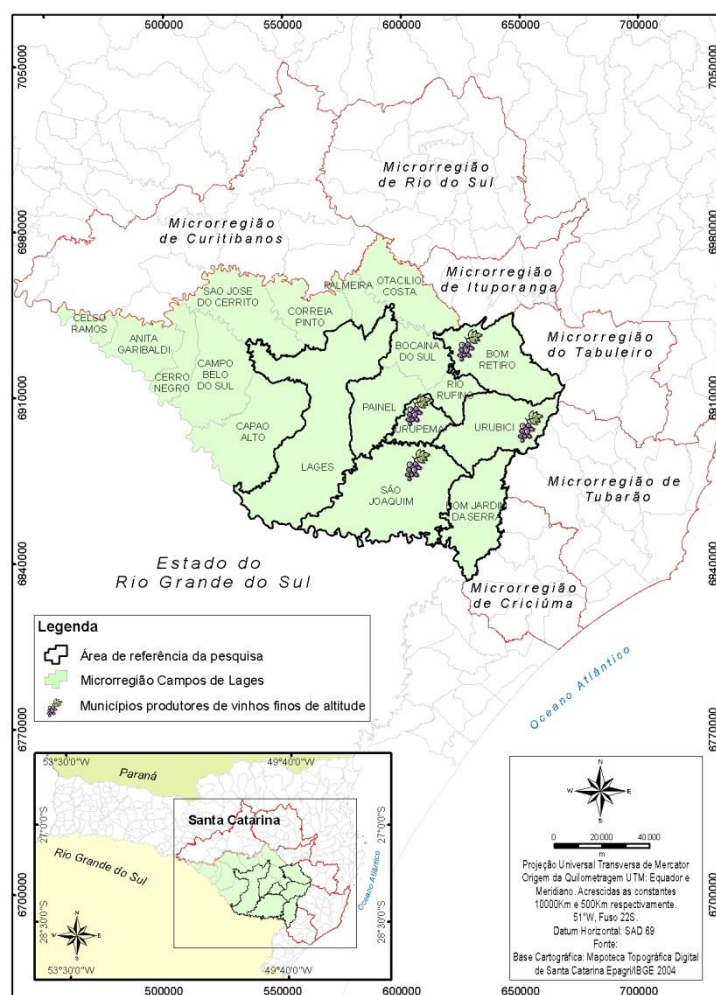 500000 550000 600000 650000 700000
7050000
7050000
Microrregião
de Rio do Sul
Microrregião
de Curitibanos
6980000
6980000
Microrregião
de Ituporanga
OTACILIO
COSTA
PALMEIRA
SAO JOSE
DO CERRITO
CORREIA
PINTO
CELSO
RAMOS
ANITA
GARIBALDI
CERRO
NEGRO
CAMPO
BELO
DO SUL
BOCAINA
DO SUL
BOM
RETIRO
Microrregião
do Tabuleiro
RIO
RUFINO
6910000
6910000
PAINEL
URUPEMA
URUBICI
CAPAO
ALTO
LAGES
SÃO
JOAQUIM
BOM JARDIM
DA SERRA
Microrregião de
Tubarão
6840000
6840000
Estado do
Rio Grande do Sul
Microrregião
de Criciúma
Oceano Atlântico
Legenda
Área de referência da pesquisa
Microrregião Campos de Lages
Municípios produtores de vinhos finos de altitude
6770000
6770000
53°30'0"W 49°40'0"W
Paraná
Santa Catarina
27°0'0"S
27°0'0"S
Rio Grande do Sul
Oceano Atlântico
28°30'0"S
28°30'0"S
N
W E
S
53°30'0"W 49°40'0"W
6700000
6700000
N
W E
S
0 20.000 40.000
m
Projeção Universal Transversa de Mercator
Origem da Quilometragem UTM: Equador e
Meridiano. Acrescidas as constantes
10000Km e 500Km respectivamente.
51°W, Fuso 22S.
Datum Horizontal: SAD 69
Fonte:
Base Cartográfica: Mapoteca Topográfica Digital
de Santa Catarina Epagri/IBGE 2004
500000 550000 600000 650000 700000